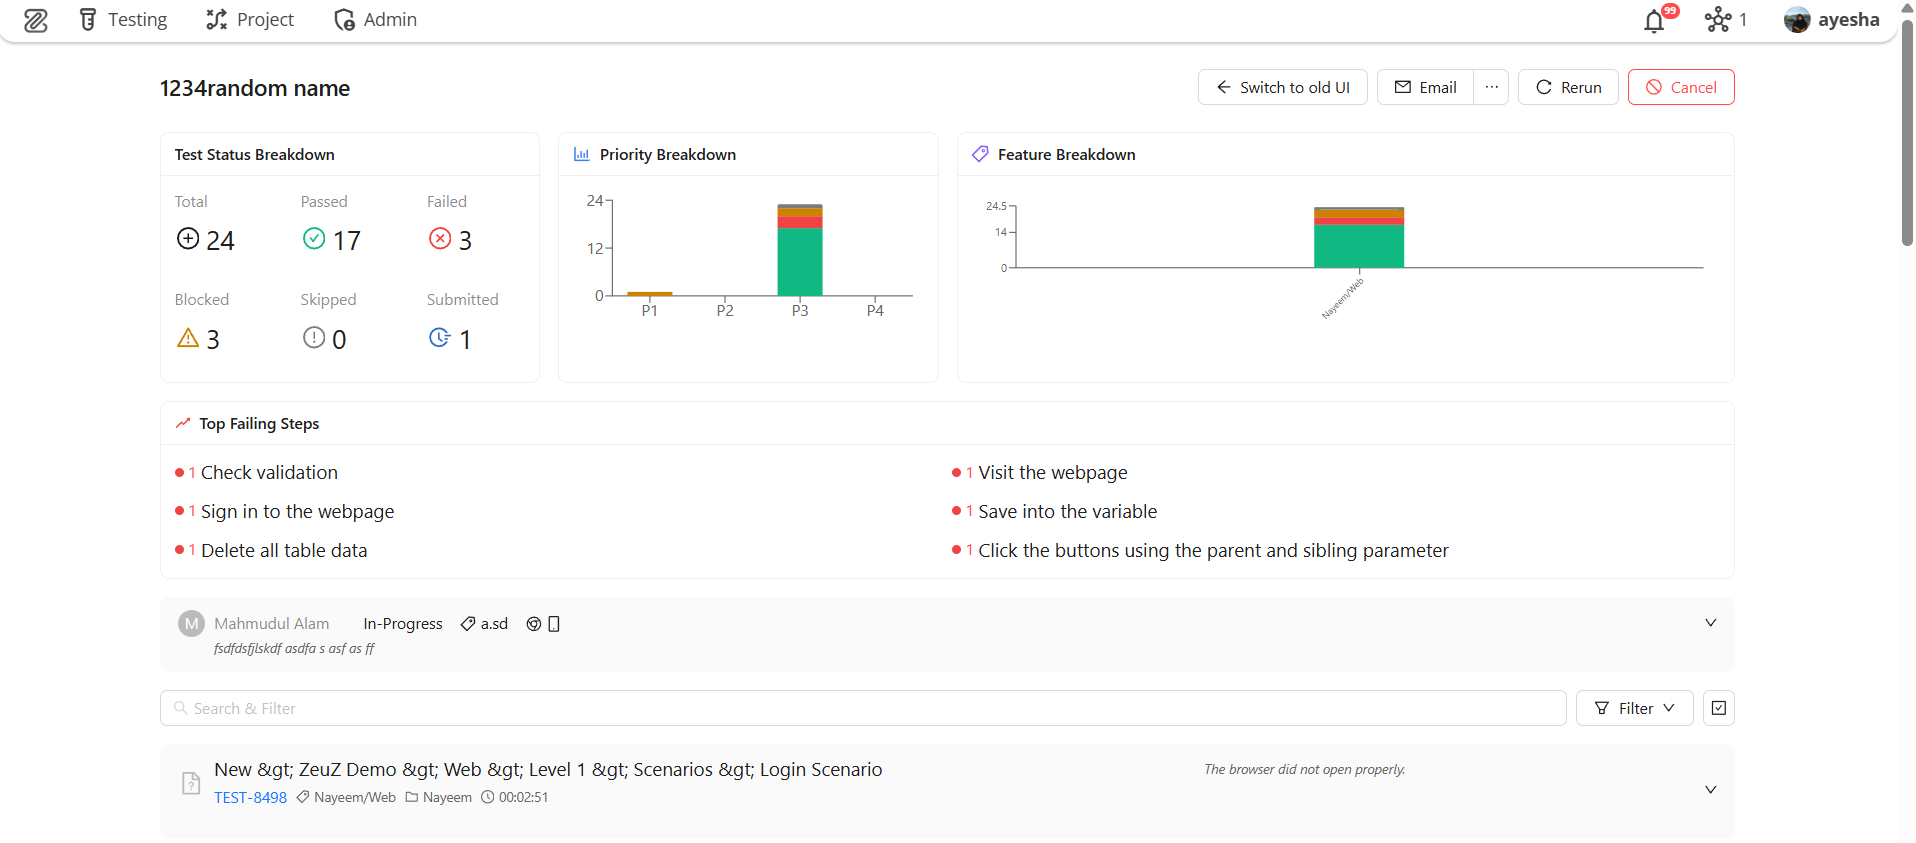 Testing Project Admin 99 1 ayesha
1234random name
Switch to old UI Email ··· Rerun Cancel
Test Status Breakdown
Total Passed Failed
24 17 3
Blocked Skipped Submitted
3 0 1
Priority Breakdown
24
12
0
P1 P2 P3 P4
Feature Breakdown
24.5
14
0
Nayeem/Web
Top Failing Steps
1 Check validation
1 Visit the webpage
1 Sign in to the webpage
1 Save into the variable
1 Delete all table data
1 Click the buttons using the parent and sibling parameter
M Mahmudul Alam In-Progress a.sd
fsdfdsfjlskdf asdfa s asf as ff
Search & Filter Filter
New &gt; ZeuZ Demo &gt; Web &gt; Level 1 &gt; Scenarios &gt; Login Scenario
The browser did not open properly.
TEST-8498 Nayeem/Web Nayeem 00:02:51